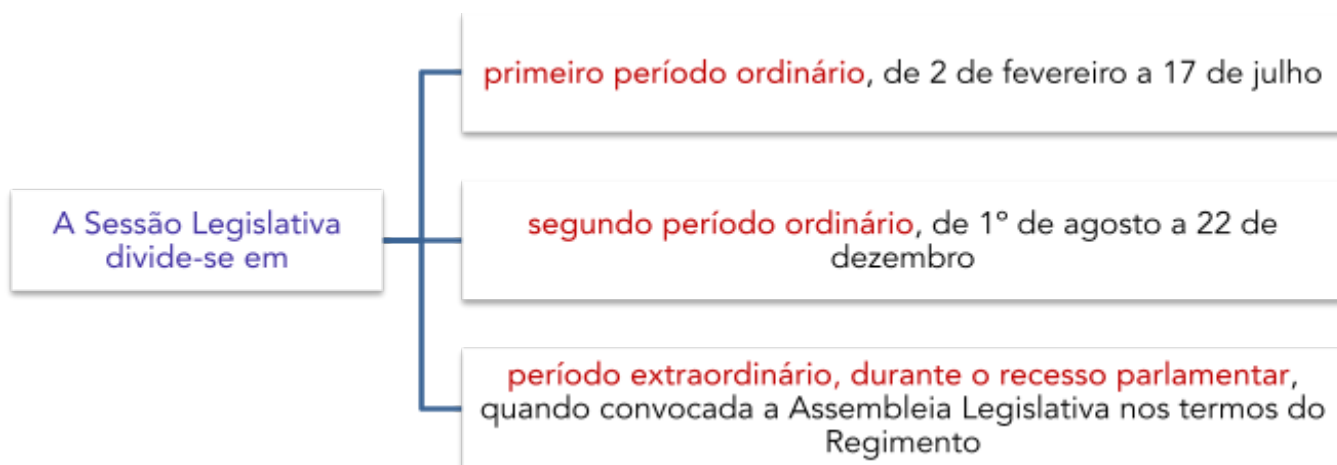 primeiro período ordinário, de 2 de fevereiro a 17 de julho
A Sessão Legislativa
divide-se em
segundo período ordinário, de 1º de agosto a 22 de
dezembro
período extraordinário, durante o recesso parlamentar,
quando convocada a Assembleia Legislativa nos termos do
Regimento